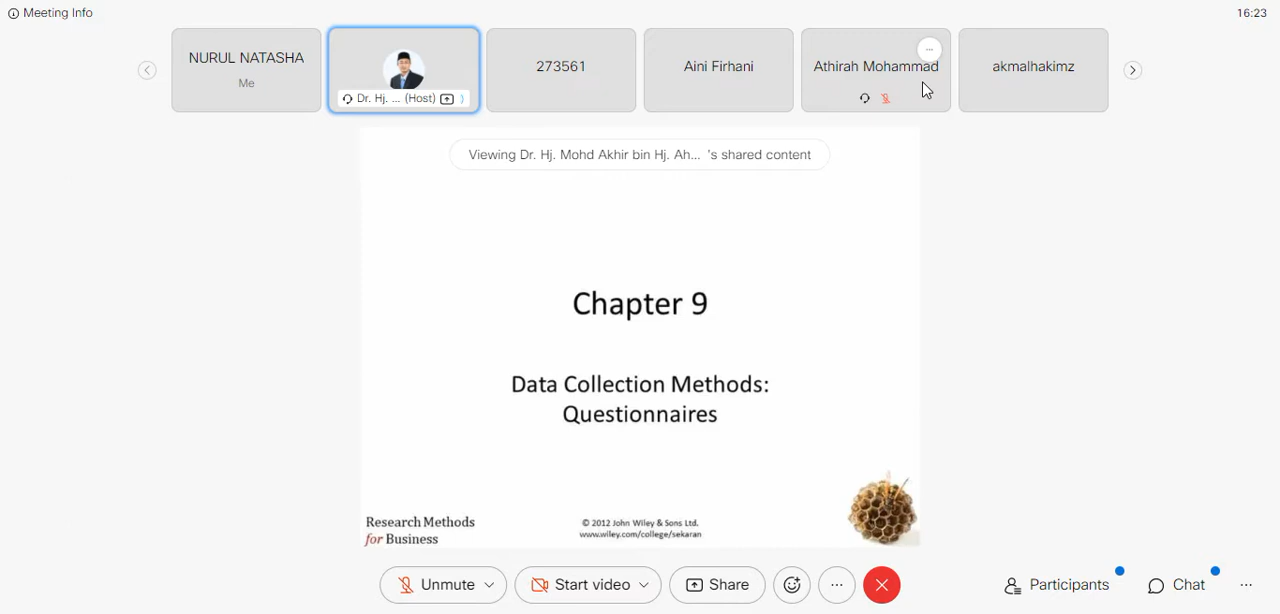 Meeting Info
16:23
NURUL NATASHA
Me
Dr. Hj. ... (Host)
273561
Aini Firhani
Athirah Mohammad
akmalhakimz
Viewing Dr. Hj. Mohd Akhir bin Hj. Ah... 's shared content
Chapter 9
Data Collection Methods:
Questionnaires
Research Methods
for Business
© 2012 John Wiley & Sons Ltd.
www.wiley.com/college/sekaran
Unmute
Start video
Share
Participants
Chat